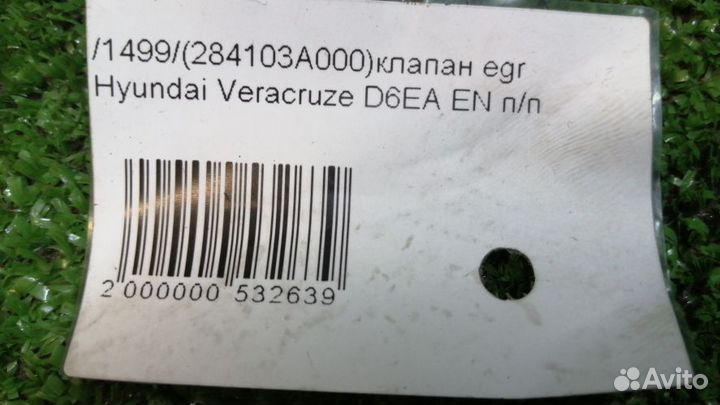 /1499/(284103A000)клапан egr
Hyundai Veracruze D6EA EN п/п
2 000000 532639
Avito